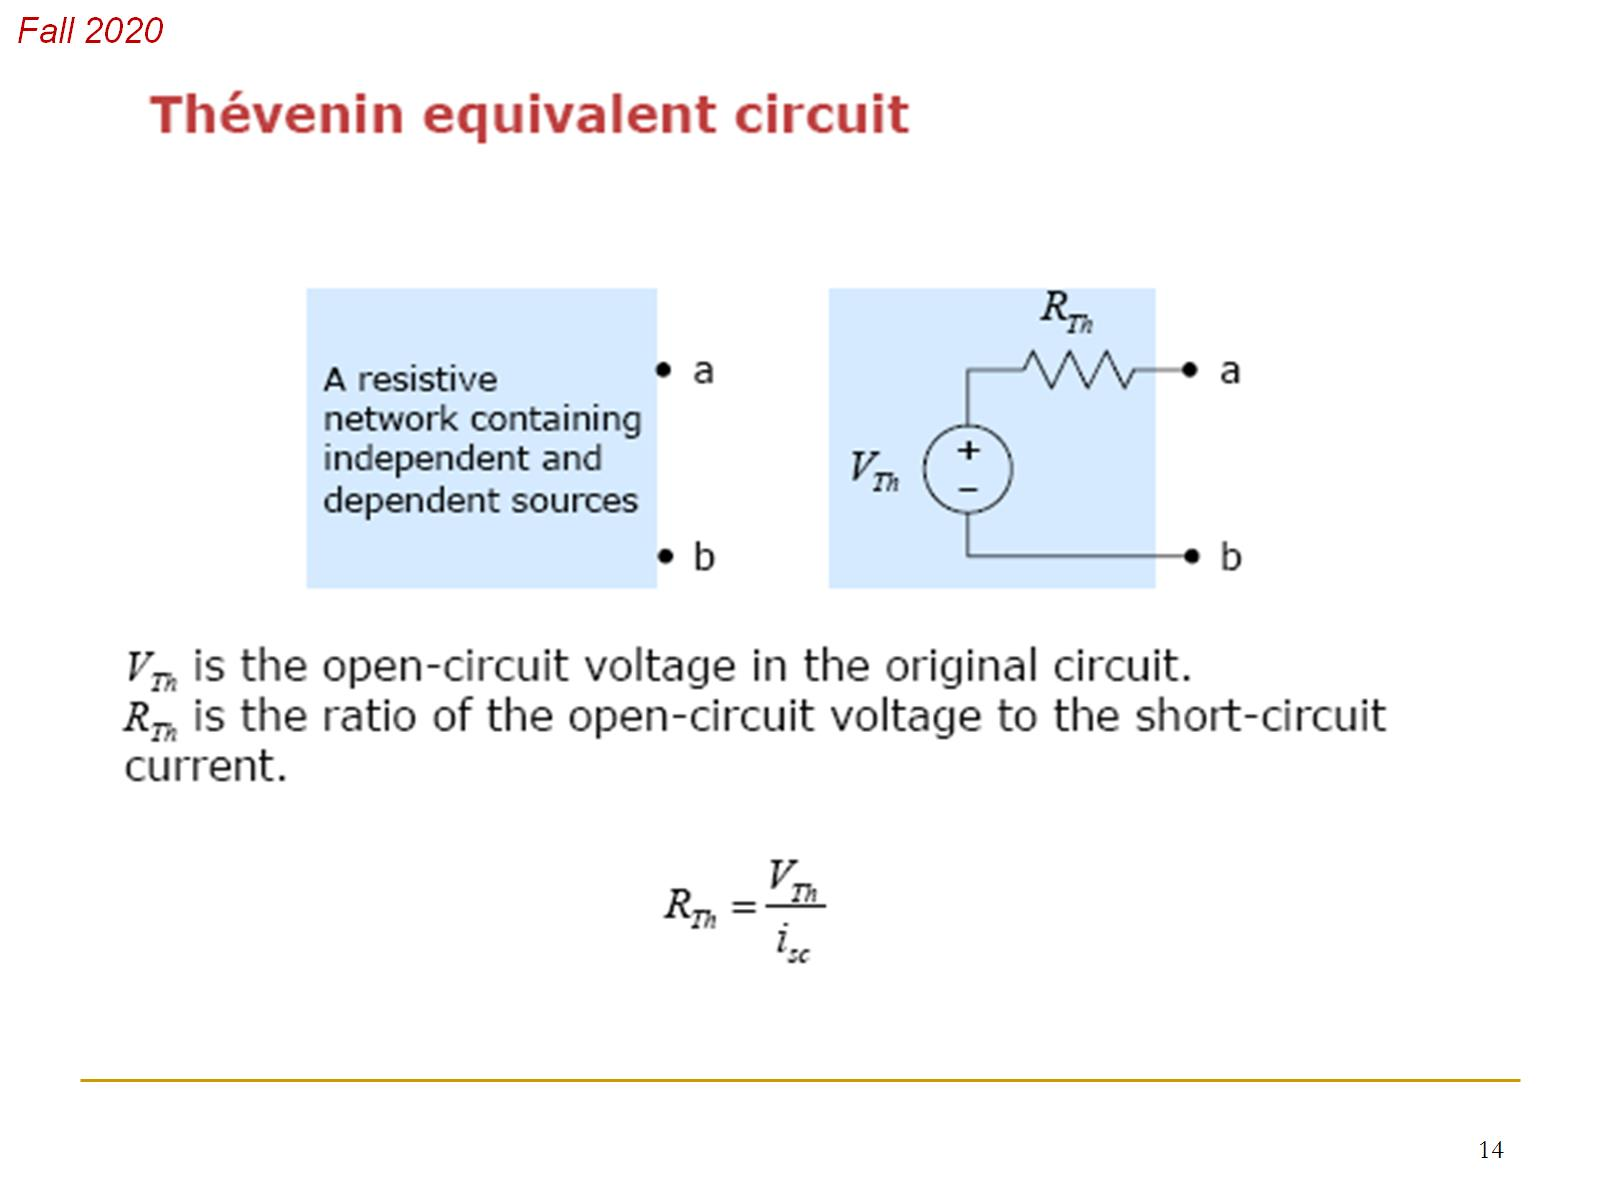 Fall 2020
Thévenin equivalent circuit
A resistive
network containing
independent and
dependent sources
a
b
R_Th
V_Th
+
−
a
b
V_Th is the open-circuit voltage in the original circuit.
R_Th is the ratio of the open-circuit voltage to the short-circuit
current.
R_Th = V_Th / i_sc
14